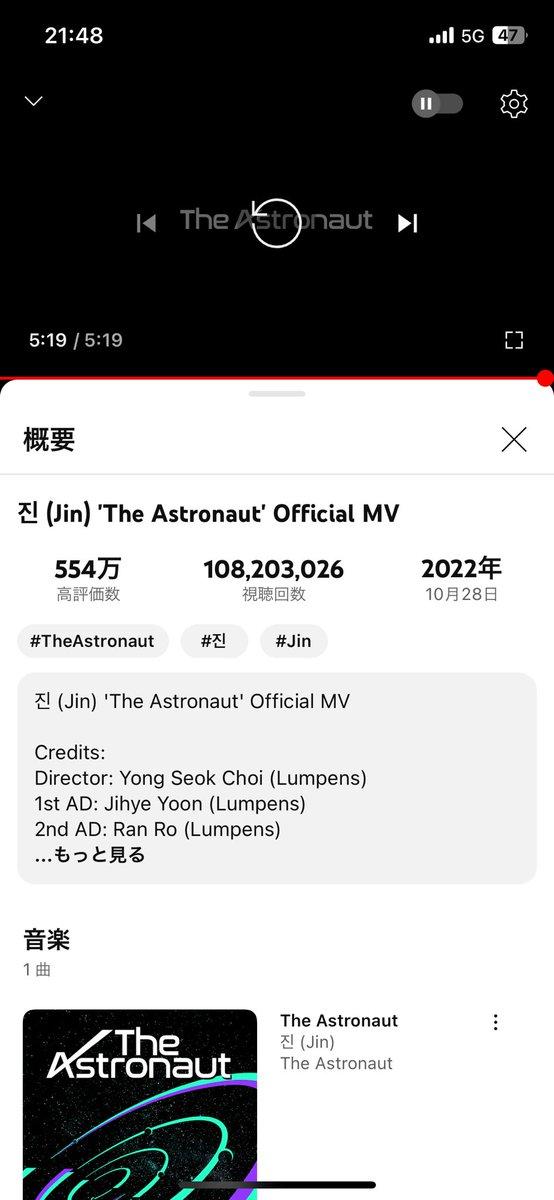 21:48
5G 47
The Astronaut
5:19 / 5:19
概要
진 (Jin) 'The Astronaut' Official MV
554万 108,203,026 2022年
高評価数 視聴回数 10月28日
#TheAstronaut #진 #Jin
진 (Jin) 'The Astronaut' Official MV
Credits:
Director: Yong Seok Choi (Lumpens)
1st AD: Jihye Yoon (Lumpens)
2nd AD: Ran Ro (Lumpens)
...もっと見る
音楽
1 曲
The
Astronaut
The Astronaut
진 (Jin)
The Astronaut